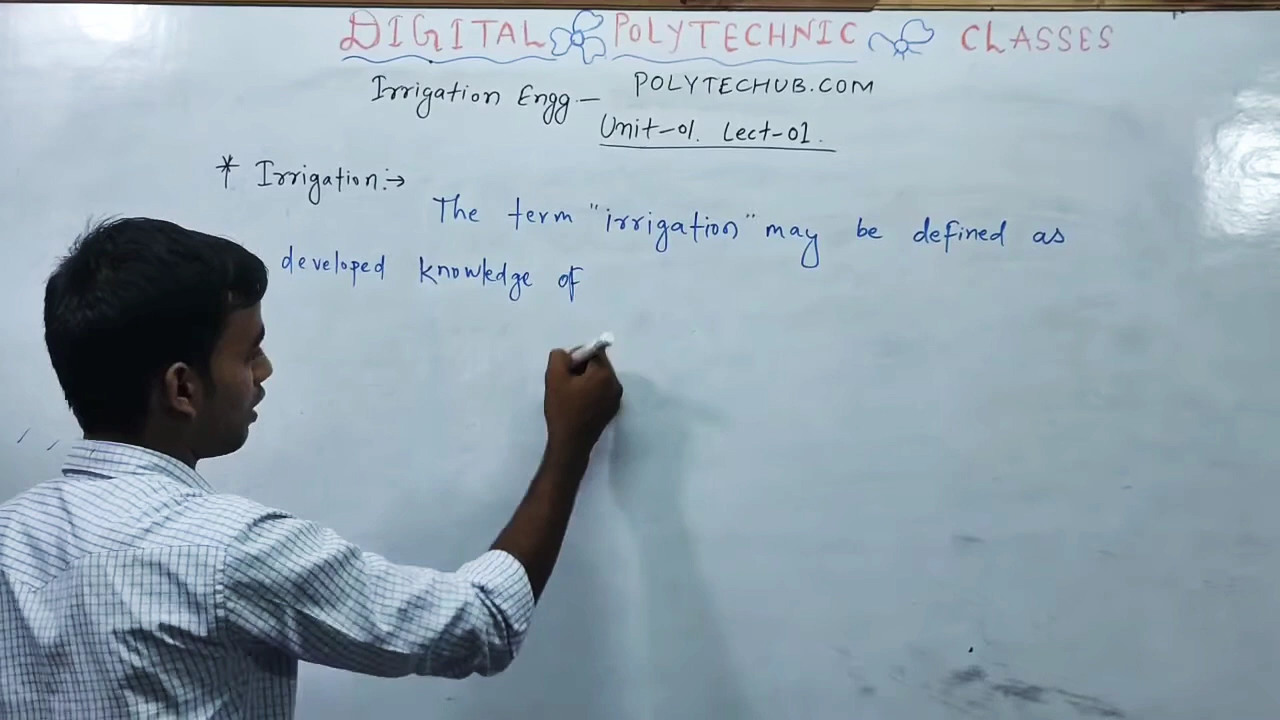 DIGITAL POLYTECHNIC CLASSES
Irrigation Engg.— POLYTECHUB.COM
Unit-01. Lect-01.
* Irrigation:→
The term "irrigation" may be defined as
developed knowledge of